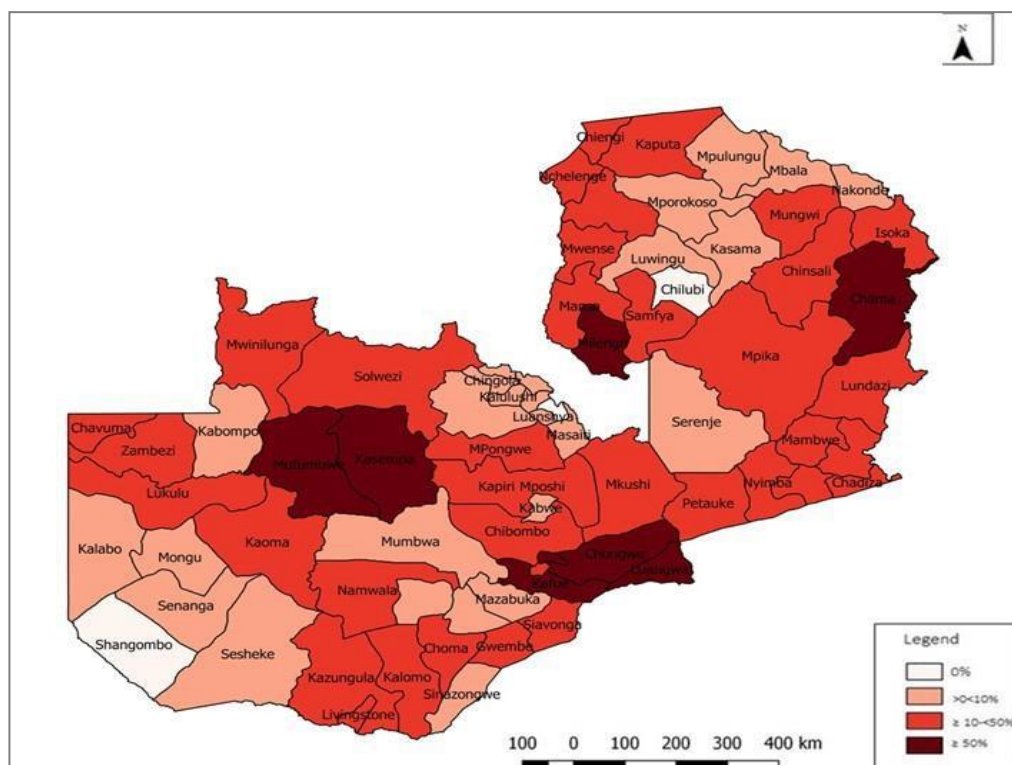 N
Chiengi
Kaputa
Mpulungu
Mbala
Nchelenge
Nakonde
Mporokoso
Mungwi
Isoka
Mwense
Kasama
Luwingu
Chinsali
Chilubi
Chama
Mansa
Samfya
Milenge
Mwinilunga
Mpika
Solwezi
Lundazi
Chingola
Kalulushi
Luanshya
Serenje
Chavuma
Kabompo
Masaiti
Zambezi
MPongwe
Mambwe
Mufumbwe
Kasempa
Lukulu
Kapiri Mposhi
Mkushi
Nyimba
Chadiza
Kabwe
Petauke
Chibombo
Kaoma
Mumbwa
Kalabo
Mongu
Chongwe
Luangwa
Kafue
Namwala
Mazabuka
Senanga
Siavonga
Shangombo
Choma
Gwembe
Sesheke
Kazungula
Kalomo
Sinazongwe
Livingstone
Legend
0%
>0<10%
≥ 10-<50%
≥ 50%
100 0 100 200 300 400 km